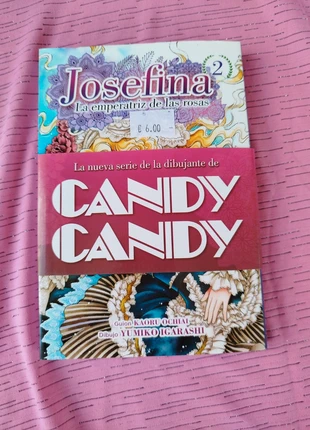 Josefina 2
La emperatriz de las rosas
€ 6.00
La nueva serie de la dibujante de
CANDY
CANDY
Guion KAORU OCHIAI
Dibujo YUMIKO IGARASHI